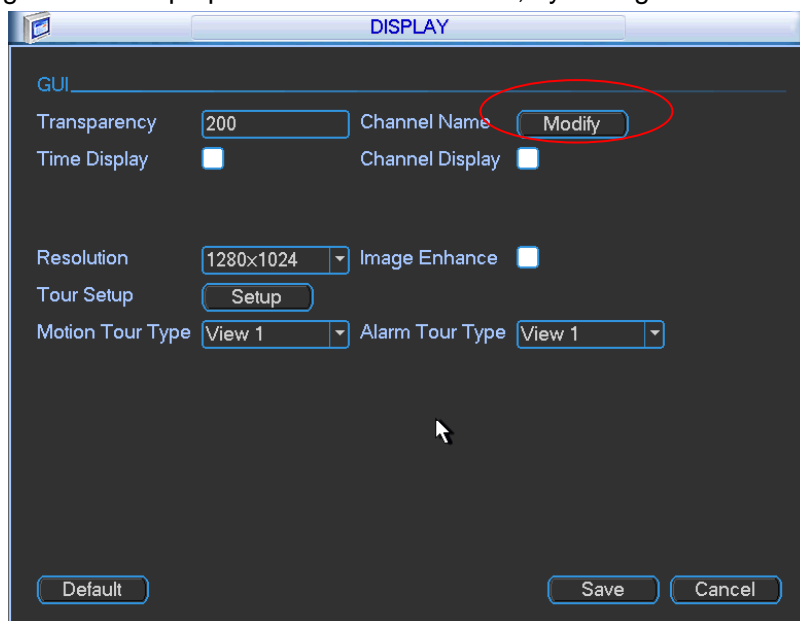 DISPLAY
GUI
Transparency 200 Channel Name Modify
Time Display Channel Display
Resolution 1280×1024 Image Enhance
Tour Setup Setup
Motion Tour Type View 1 Alarm Tour Type View 1
Default Save Cancel